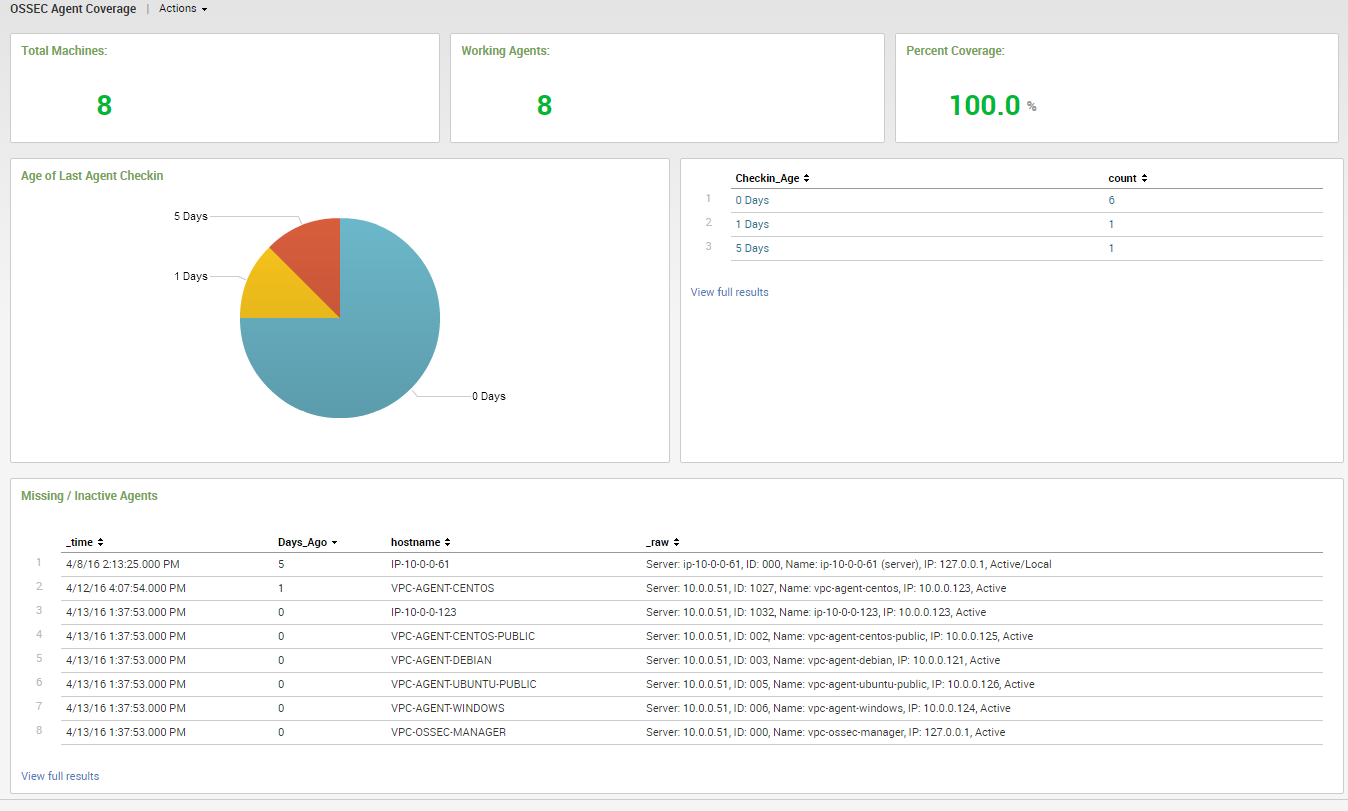 OSSEC Agent Coverage | Actions
Total Machines:
8
Working Agents:
8
Percent Coverage:
100.0 %
Age of Last Agent Checkin
5 Days
1 Days
0 Days
Checkin_Age count
1 0 Days 6
2 1 Days 1
3 5 Days 1
View full results
Missing / Inactive Agents
_time Days_Ago hostname _raw
1 4/8/16 2:13:25.000 PM 5 IP-10-0-0-61 Server: ip-10-0-0-61, ID: 000, Name: ip-10-0-0-61 (server), IP: 127.0.0.1, Active/Local
2 4/12/16 4:07:54.000 PM 1 VPC-AGENT-CENTOS Server: 10.0.0.51, ID: 1027, Name: vpc-agent-centos, IP: 10.0.0.123, Active
3 4/13/16 1:37:53.000 PM 0 IP-10-0-0-123 Server: 10.0.0.51, ID: 1032, Name: ip-10-0-0-123, IP: 10.0.0.123, Active
4 4/13/16 1:37:53.000 PM 0 VPC-AGENT-CENTOS-PUBLIC Server: 10.0.0.51, ID: 002, Name: vpc-agent-centos-public, IP: 10.0.0.125, Active
5 4/13/16 1:37:53.000 PM 0 VPC-AGENT-DEBIAN Server: 10.0.0.51, ID: 003, Name: vpc-agent-debian, IP: 10.0.0.121, Active
6 4/13/16 1:37:53.000 PM 0 VPC-AGENT-UBUNTU-PUBLIC Server: 10.0.0.51, ID: 005, Name: vpc-agent-ubuntu-public, IP: 10.0.0.126, Active
7 4/13/16 1:37:53.000 PM 0 VPC-AGENT-WINDOWS Server: 10.0.0.51, ID: 006, Name: vpc-agent-windows, IP: 10.0.0.124, Active
8 4/13/16 1:37:53.000 PM 0 VPC-OSSEC-MANAGER Server: 10.0.0.51, ID: 000, Name: vpc-ossec-manager, IP: 127.0.0.1, Active
View full results